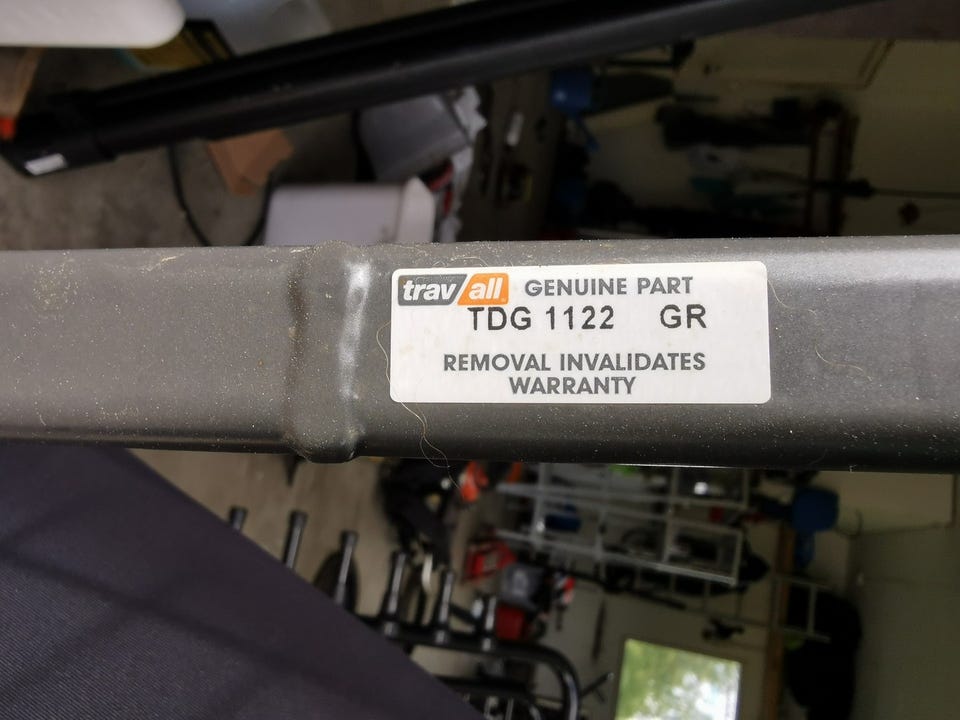 travall GENUINE PART
TDG 1122 GR
REMOVAL INVALIDATES
WARRANTY